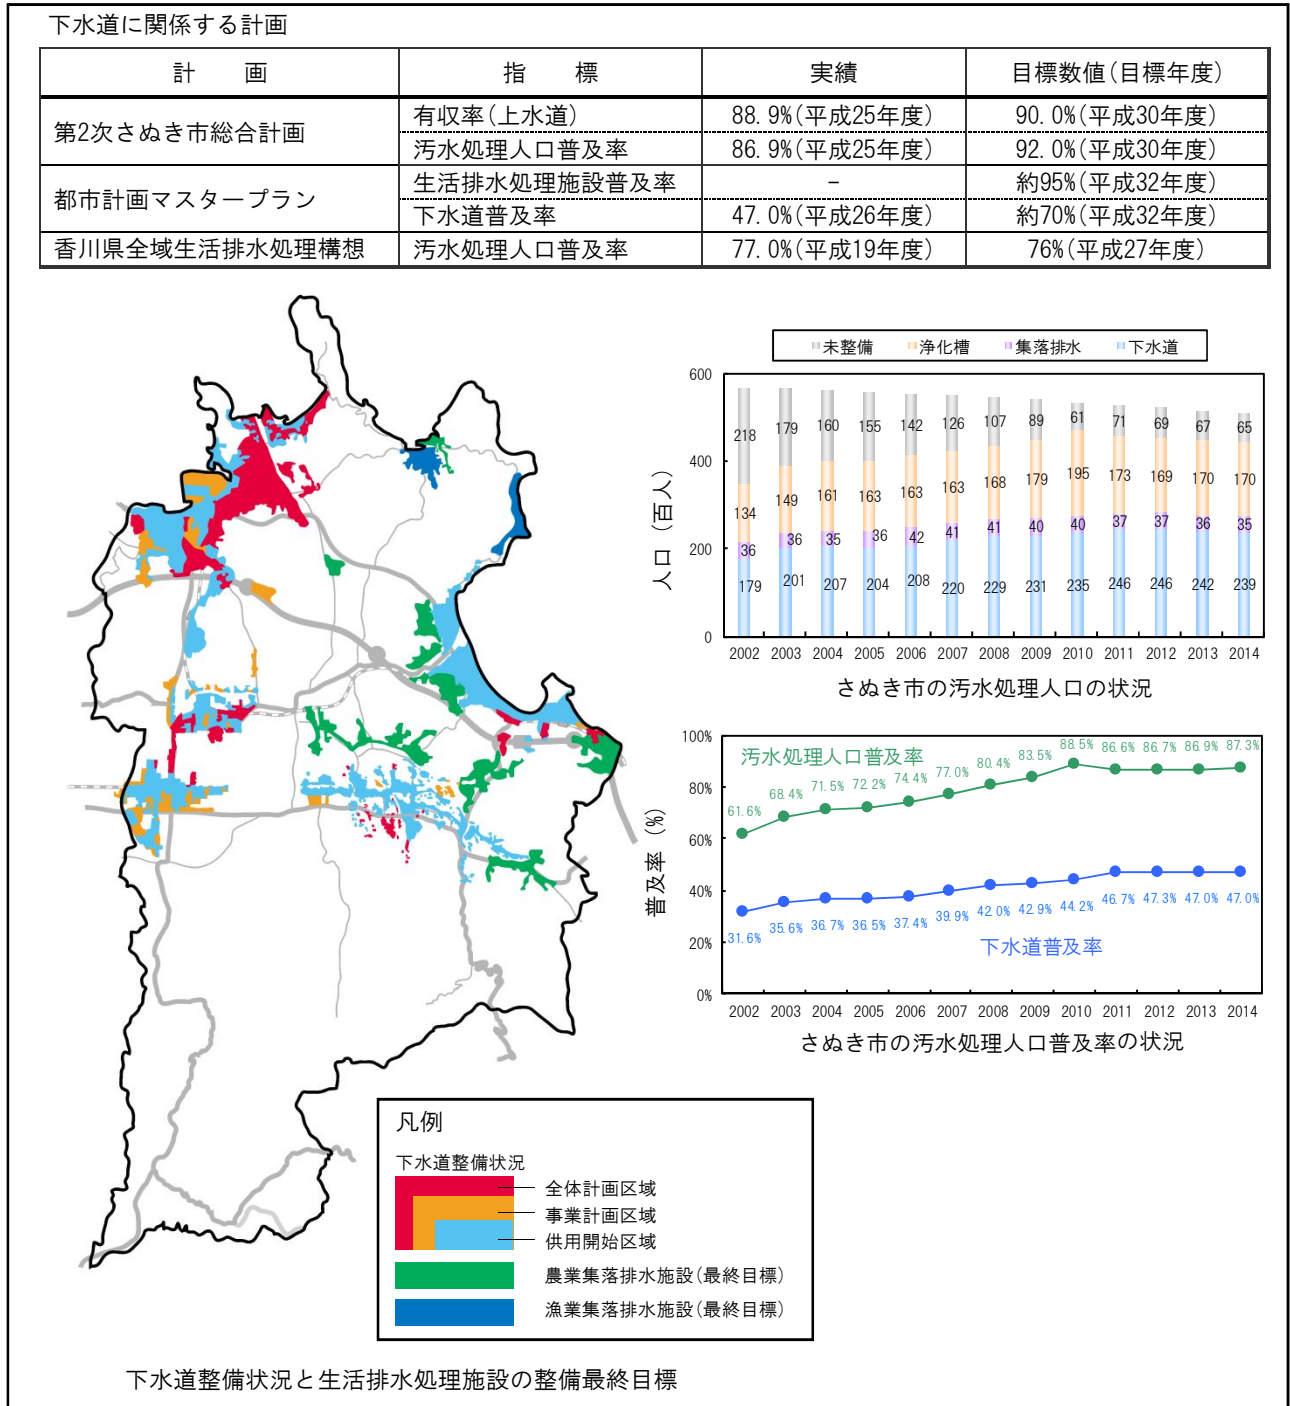 下水道に関係する計画
計　画 指　標 実績 目標数値(目標年度)
第2次さぬき市総合計画
有収率(上水道) 88.9%(平成25年度) 90.0%(平成30年度)
汚水処理人口普及率 86.9%(平成25年度) 92.0%(平成30年度)
都市計画マスタープラン
生活排水処理施設普及率 − 約95%(平成32年度)
下水道普及率 47.0%(平成26年度) 約70%(平成32年度)
香川県全域生活排水処理構想 汚水処理人口普及率 77.0%(平成19年度) 76%(平成27年度)
未整備 浄化槽 集落排水 下水道
人口 (百人)
600
400
200
0
218 179 160 155 142 126 107 89 61 71 69 67 65
134 149 161 163 163 163 168 179 195 173 169 170 170
36 36 35 36 42 41 41 40 40 37 37 36 35
179 201 207 204 208 220 229 231 235 246 246 242 239
2002 2003 2004 2005 2006 2007 2008 2009 2010 2011 2012 2013 2014
さぬき市の汚水処理人口の状況
普及率 (%)
100%
80%
60%
40%
20%
0%
汚水処理人口普及率
61.6% 68.4% 71.5% 72.2% 74.4% 77.0% 80.4% 83.5% 88.5% 86.6% 86.7% 86.9% 87.3%
31.6% 35.6% 36.7% 36.5% 37.4% 39.9% 42.0% 42.9% 44.2% 46.7% 47.3% 47.0% 47.0%
下水道普及率
2002 2003 2004 2005 2006 2007 2008 2009 2010 2011 2012 2013 2014
さぬき市の汚水処理人口普及率の状況
凡例
下水道整備状況
全体計画区域
事業計画区域
供用開始区域
農業集落排水施設(最終目標)
漁業集落排水施設(最終目標)
下水道整備状況と生活排水処理施設の整備最終目標